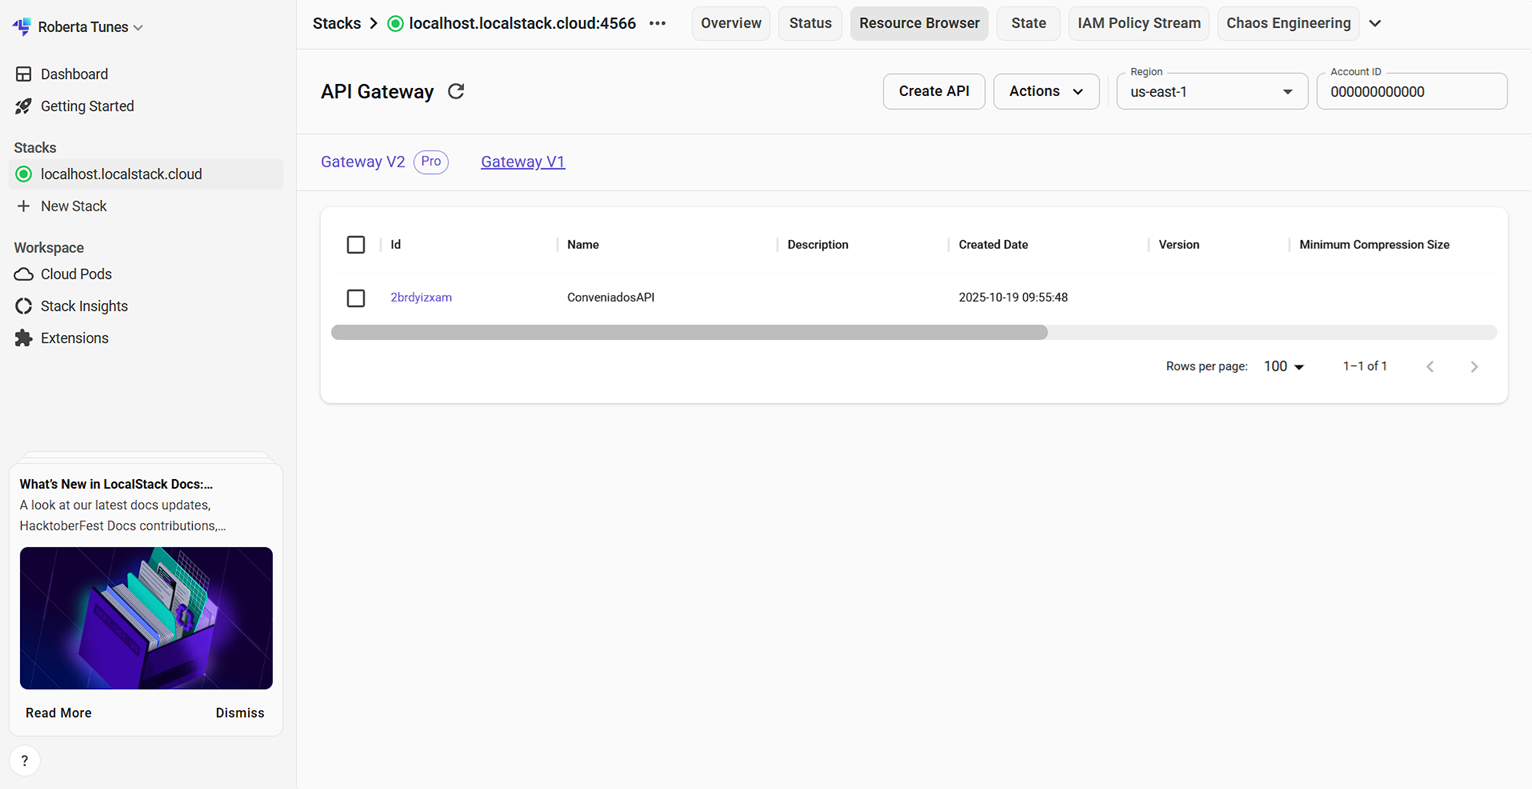 Roberta Tunes
Dashboard
Getting Started
Stacks
localhost.localstack.cloud
New Stack
Workspace
Cloud Pods
Stack Insights
Extensions
What's New in LocalStack Docs:...
A look at our latest docs updates,
HacktoberFest Docs contributions,...
Read More Dismiss
?
Stacks > localhost.localstack.cloud:4566 ••• Overview Status Resource Browser State IAM Policy Stream Chaos Engineering
API Gateway Create API Actions Region us-east-1 Account ID 000000000000
Gateway V2 Pro Gateway V1
Id Name Description Created Date Version Minimum Compression Size
2brdyizxam ConveniadosAPI 2025-10-19 09:55:48
Rows per page: 100 1–1 of 1